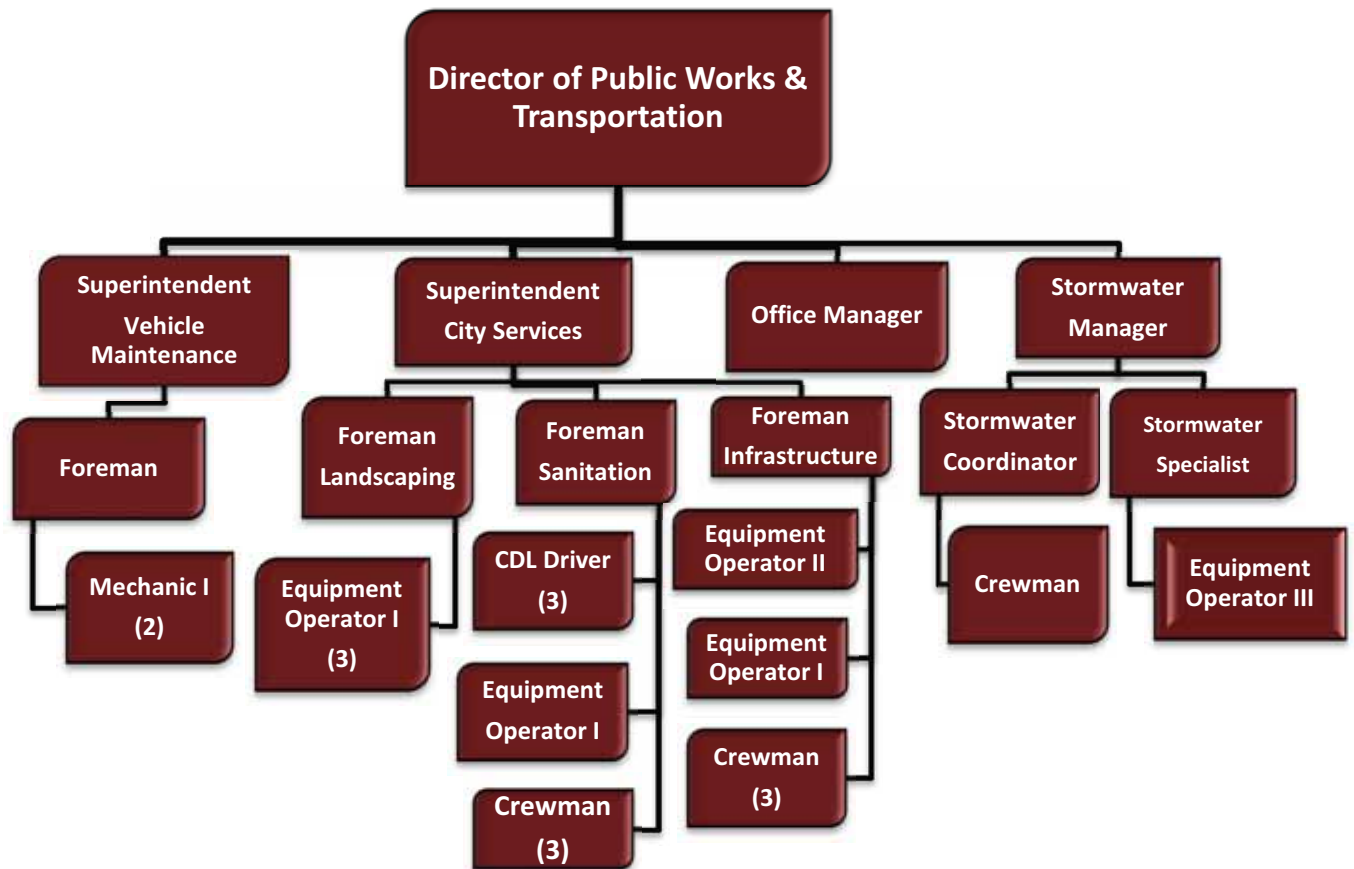 Director of Public Works &
Transportation
Superintendent
Vehicle
Maintenance
Superintendent
City Services
Office Manager
Stormwater
Manager
Foreman
Foreman
Landscaping
Foreman
Sanitation
Foreman
Infrastructure
Stormwater
Coordinator
Stormwater
Specialist
Mechanic I
(2)
Equipment
Operator I
(3)
CDL Driver
(3)
Equipment
Operator I
Crewman
(3)
Equipment
Operator II
Equipment
Operator I
Crewman
(3)
Crewman
Equipment
Operator III